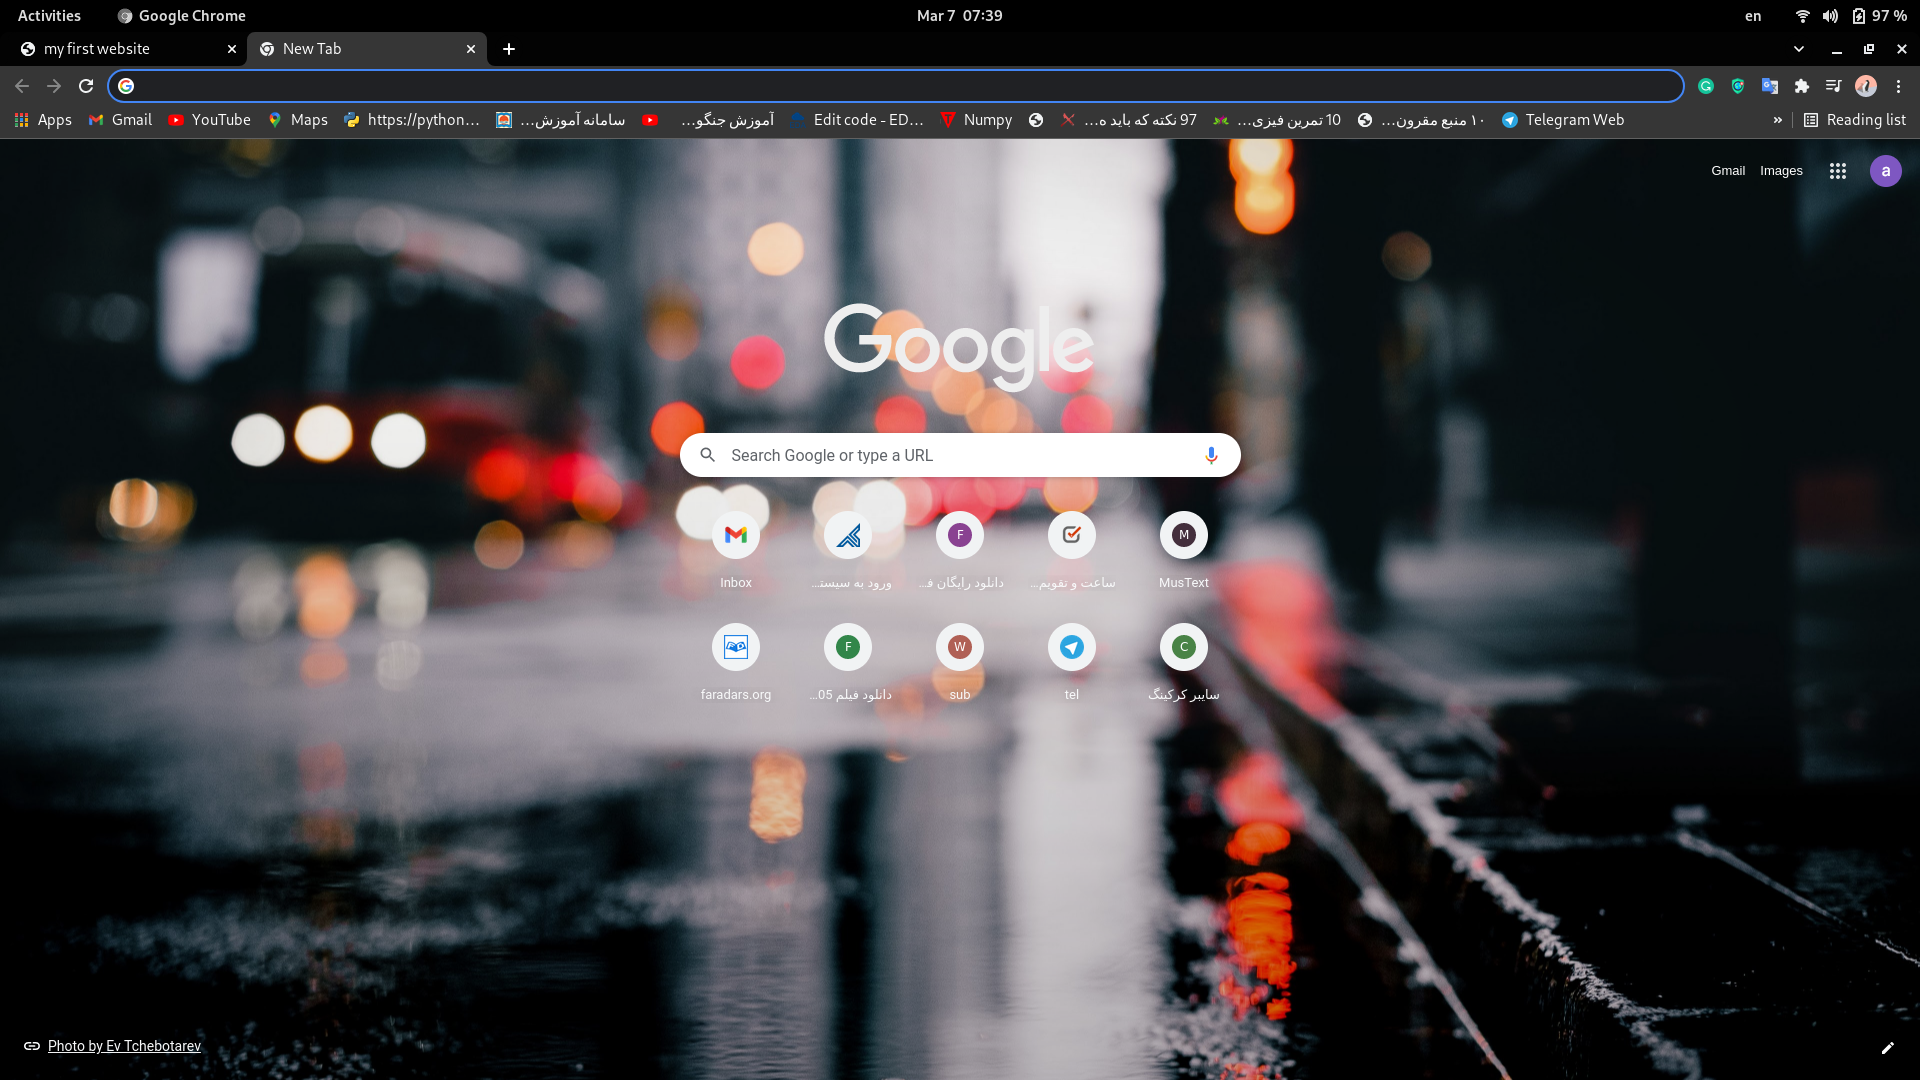 Activities Google Chrome Mar 7 07:39 en 97 %
my first website New Tab
Apps Gmail YouTube Maps https://python... سامانه آموزش... آموزش جنگو... Edit code - ED... Numpy 97 نکته که باید ه... 10 تمرین فیزی... ۱۰ منبع مقرون... Telegram Web » Reading list
Gmail Images a
Google
Search Google or type a URL
F M
Inbox ورود به سیستـ... دانلود رایگان فـ... ساعت و تقویم... MusText
F W C
faradars.org دانلود فیلم 05... sub tel سایبر کرکینگ
Photo by Ev Tchebotarev